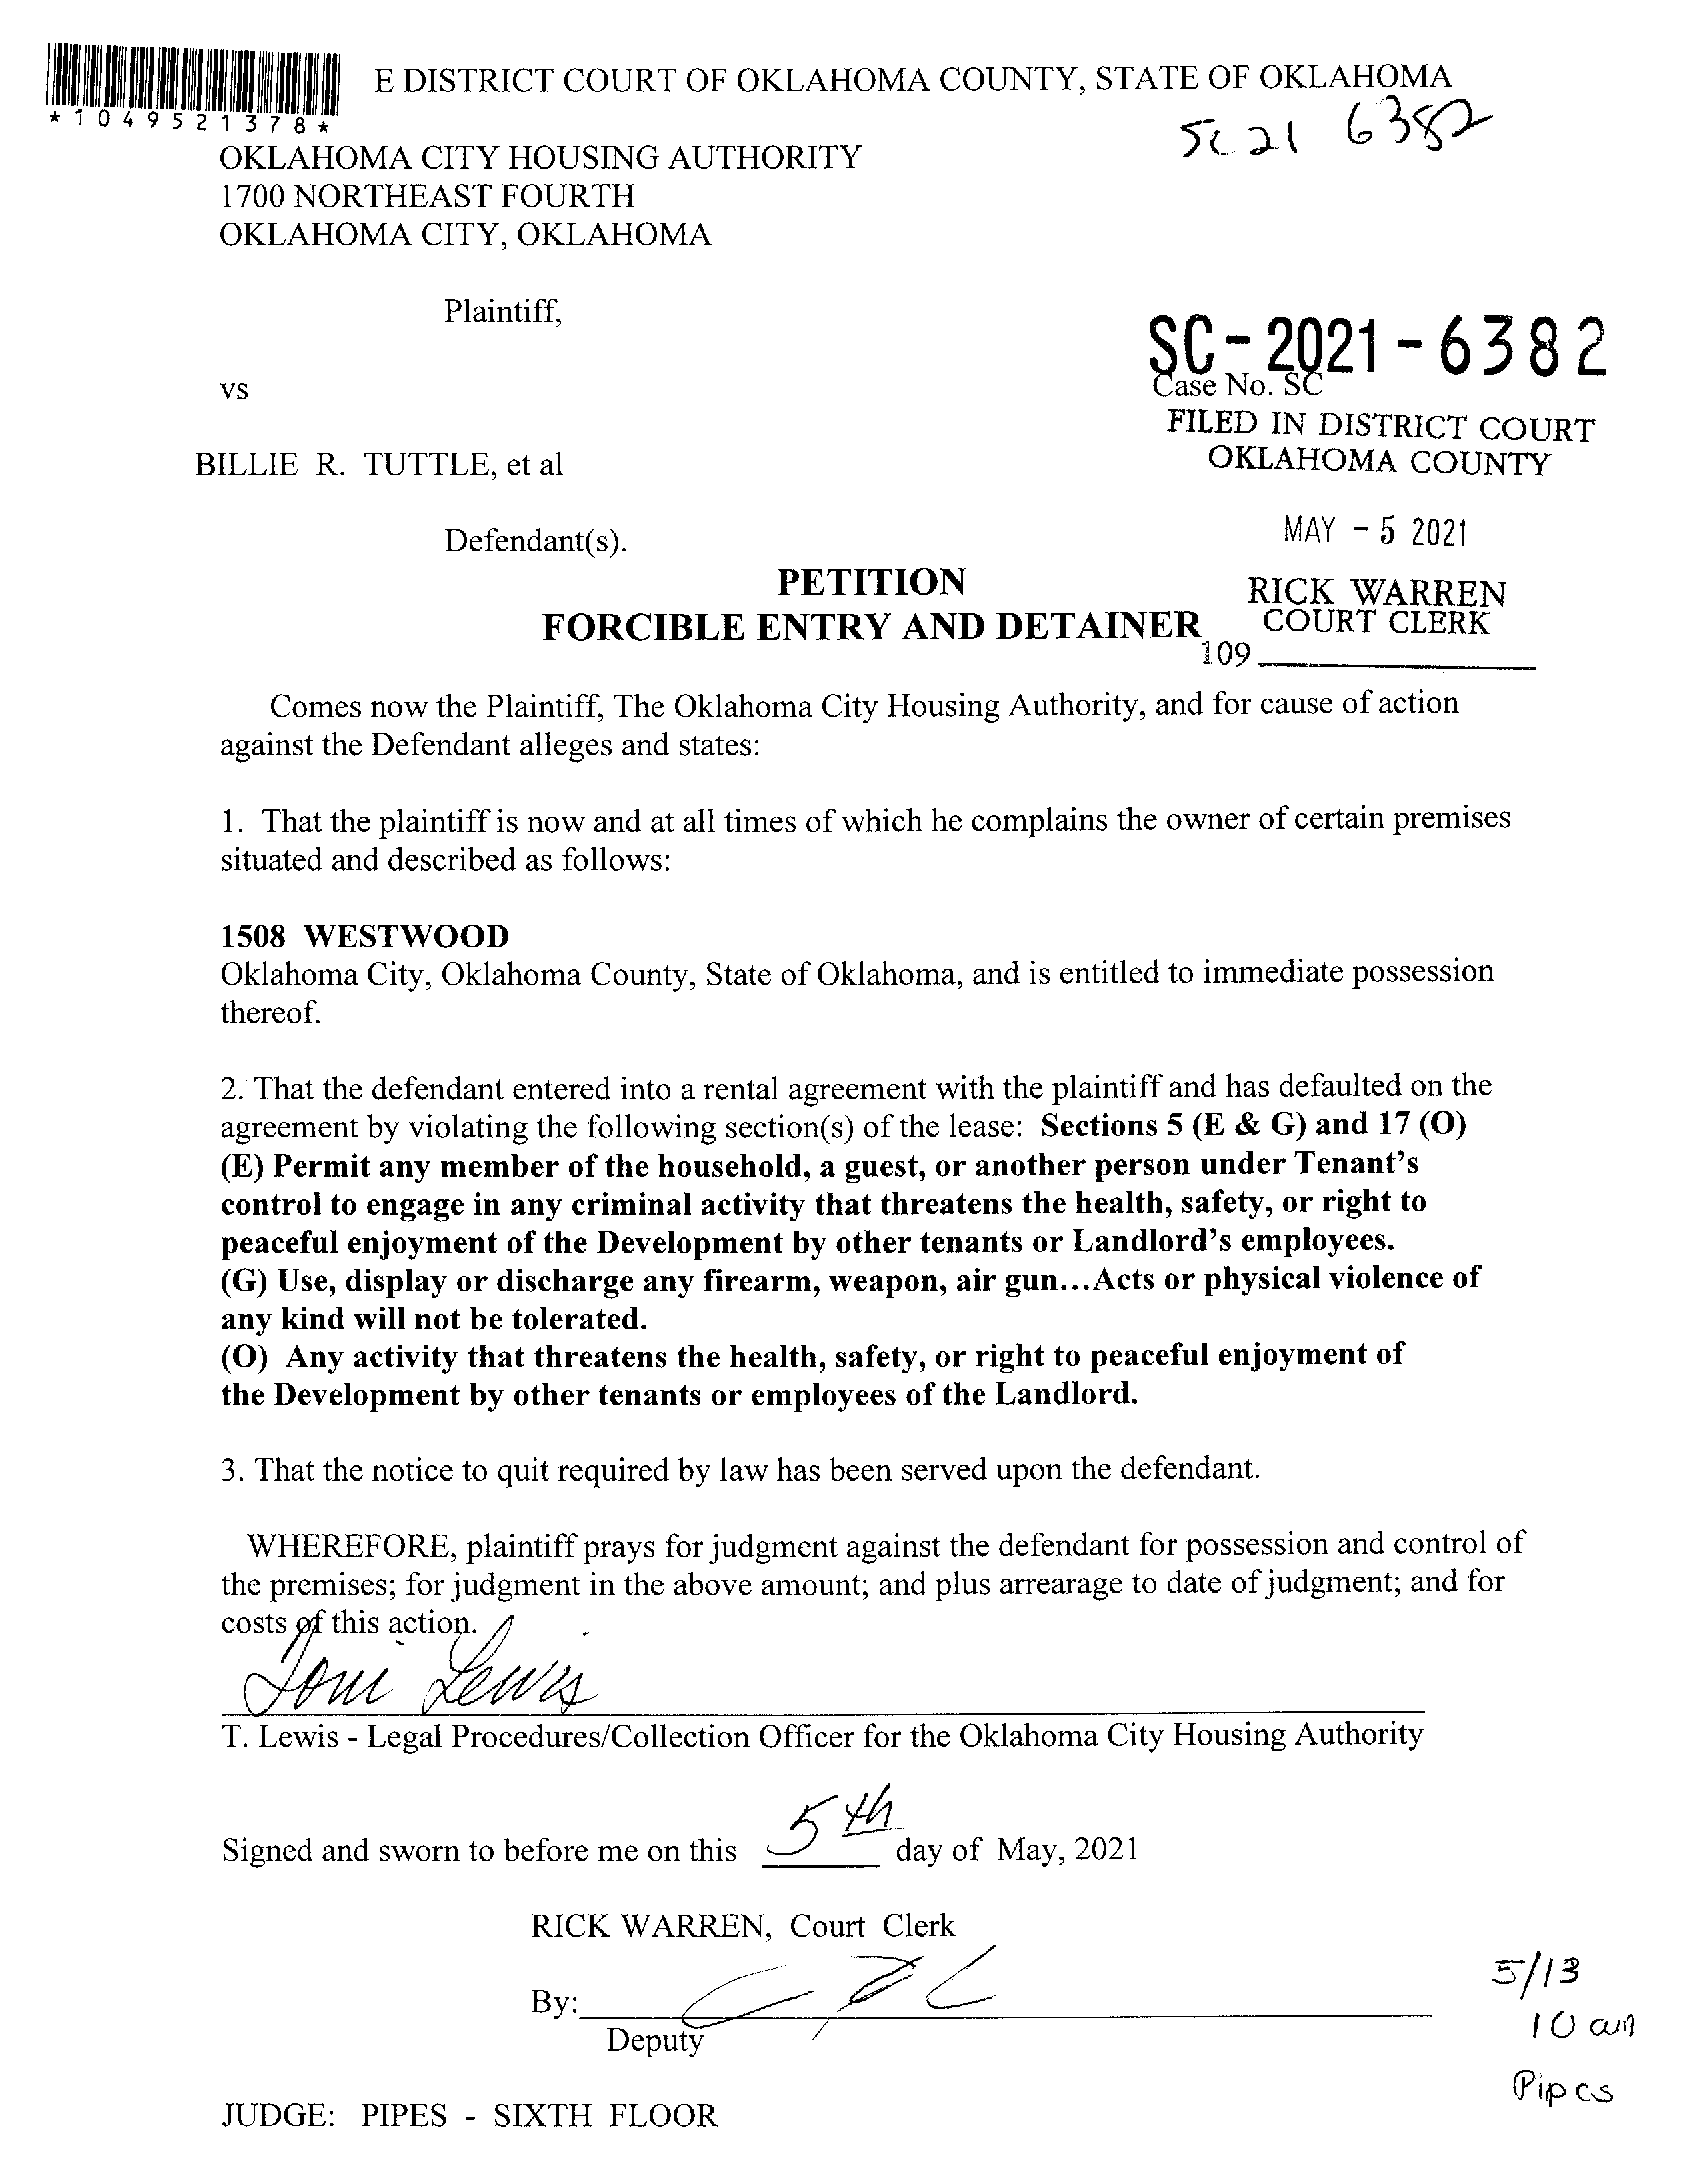 E DISTRICT COURT OF OKLAHOMA COUNTY, STATE OF OKLAHOMA
*1049521378*
SC 21 6382
OKLAHOMA CITY HOUSING AUTHORITY
1700 NORTHEAST FOURTH
OKLAHOMA CITY, OKLAHOMA
Plaintiff,
SC-2021-6382
vs
Case No. SC
FILED IN DISTRICT COURT
OKLAHOMA COUNTY
BILLIE R. TUTTLE, et al
MAY - 5 2021
Defendant(s).
PETITION
RICK WARREN
COURT CLERK
FORCIBLE ENTRY AND DETAINER
109
Comes now the Plaintiff, The Oklahoma City Housing Authority, and for cause of action
against the Defendant alleges and states:
1. That the plaintiff is now and at all times of which he complains the owner of certain premises
situated and described as follows:
1508 WESTWOOD
Oklahoma City, Oklahoma County, State of Oklahoma, and is entitled to immediate possession
thereof.
2. That the defendant entered into a rental agreement with the plaintiff and has defaulted on the
agreement by violating the following section(s) of the lease: Sections 5 (E & G) and 17 (O)
(E) Permit any member of the household, a guest, or another person under Tenant's
control to engage in any criminal activity that threatens the health, safety, or right to
peaceful enjoyment of the Development by other tenants or Landlord's employees.
(G) Use, display or discharge any firearm, weapon, air gun...Acts or physical violence of
any kind will not be tolerated.
(O) Any activity that threatens the health, safety, or right to peaceful enjoyment of
the Development by other tenants or employees of the Landlord.
3. That the notice to quit required by law has been served upon the defendant.
WHEREFORE, plaintiff prays for judgment against the defendant for possession and control of
the premises; for judgment in the above amount; and plus arrearage to date of judgment; and for
costs of this action.
Toni Lewis
T. Lewis - Legal Procedures/Collection Officer for the Oklahoma City Housing Authority
Signed and sworn to before me on this 5th day of May, 2021
RICK WARREN, Court Clerk
By:
Deputy
5/13
10 am
Pipes
JUDGE: PIPES - SIXTH FLOOR